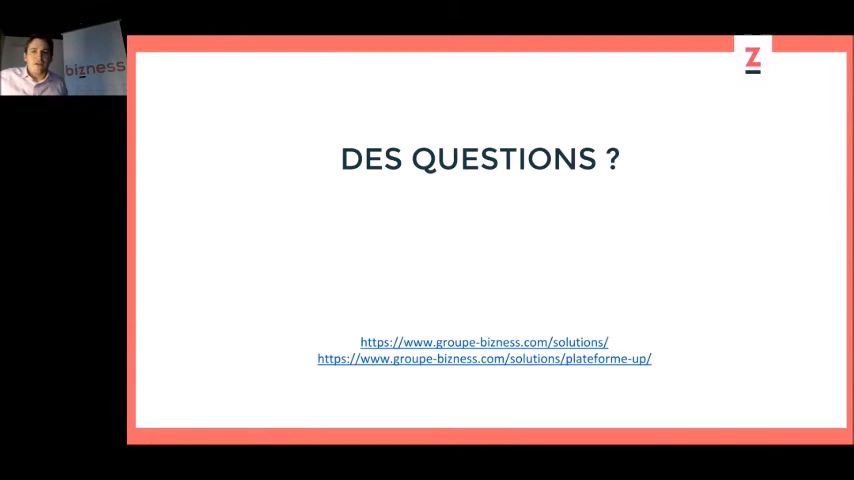 bizness
Z
DES QUESTIONS ?
https://www.groupe-bizness.com/solutions/
https://www.groupe-bizness.com/solutions/plateforme-up/